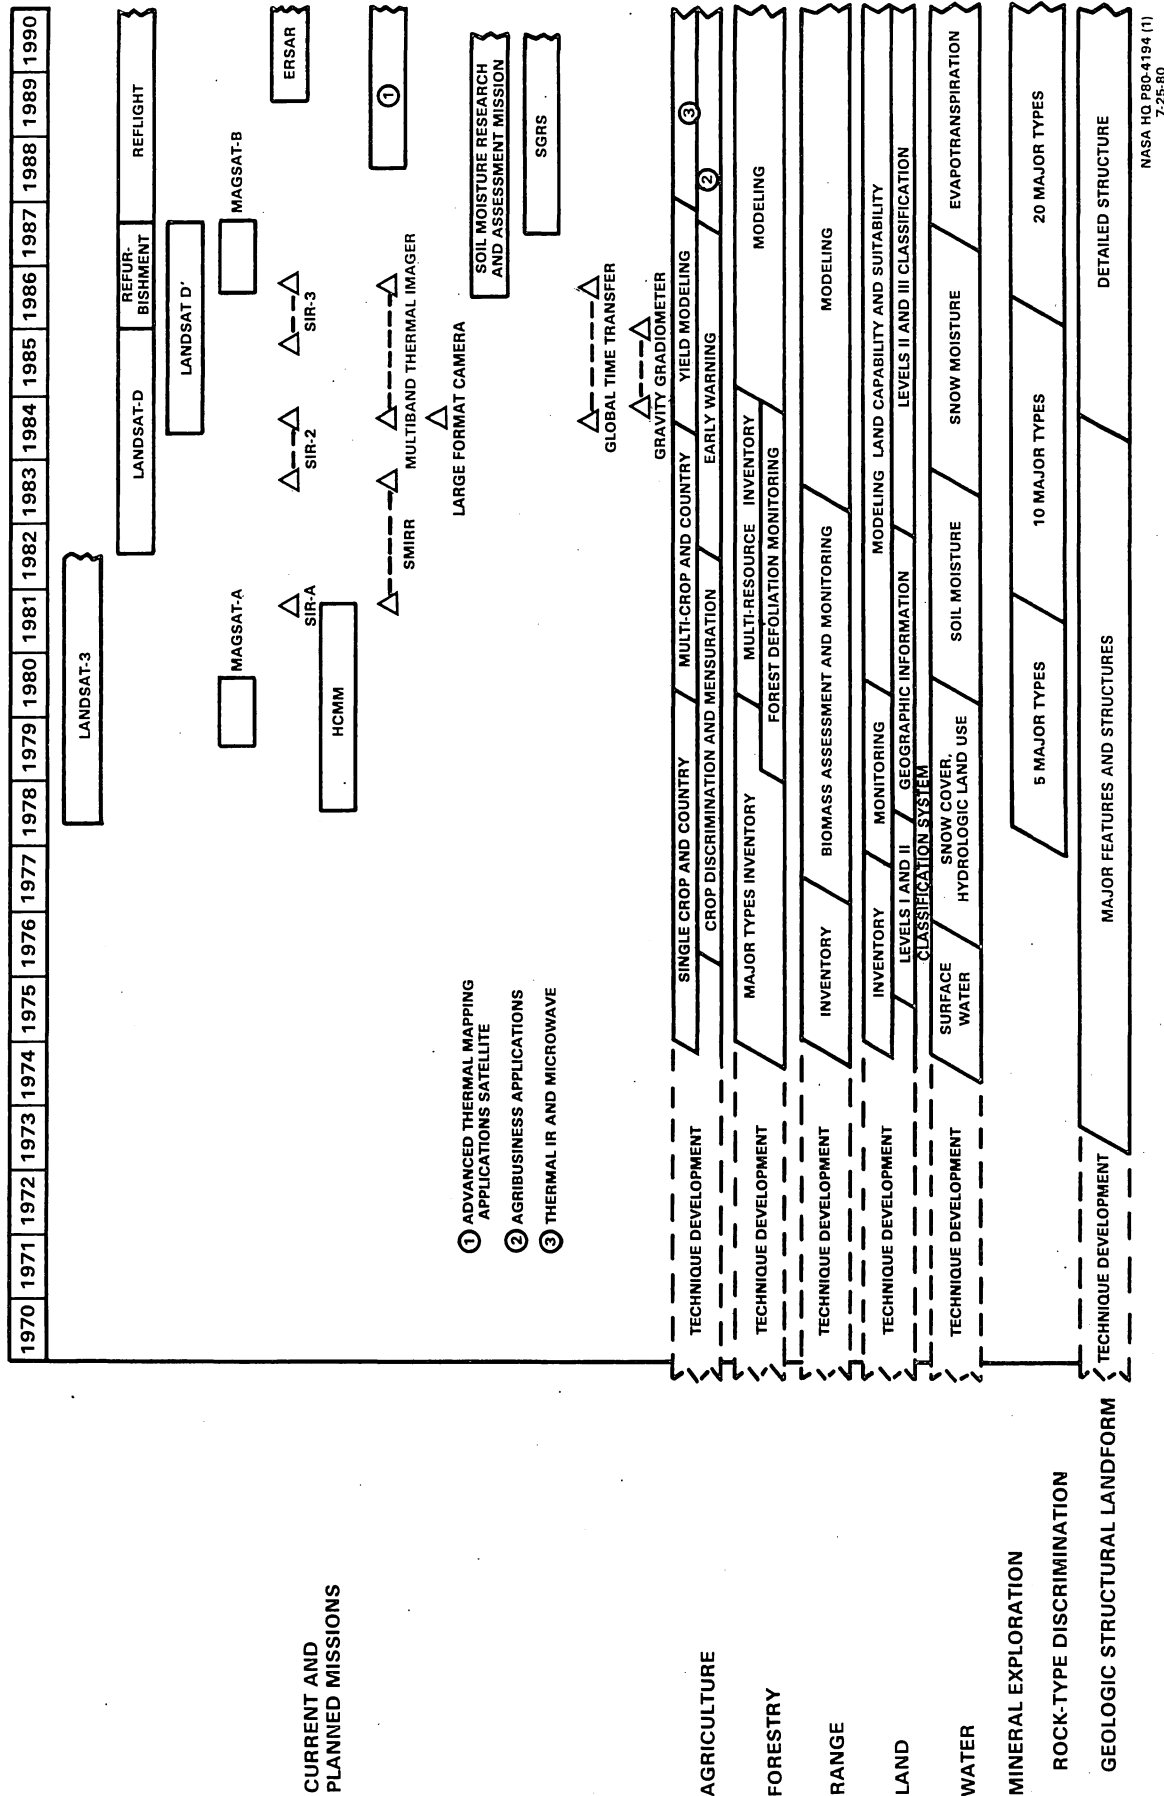 1970 1971 1972 1973 1974 1975 1976 1977 1978 1979 1980 1981 1982 1983 1984 1985 1986 1987 1988 1989 1990
CURRENT AND
PLANNED MISSIONS
LANDSAT-3
LANDSAT-D
REFUR-
BISHMENT
REFLIGHT
LANDSAT D'
MAGSAT-A
MAGSAT-B
SIR-A
SIR-2
SIR-3
ERSAR
HCMM
SMIRR
MULTIBAND THERMAL IMAGER
1
LARGE FORMAT CAMERA
SOIL MOISTURE RESEARCH
AND ASSESSMENT MISSION
SGRS
GLOBAL TIME TRANSFER
GRAVITY GRADIOMETER
1 ADVANCED THERMAL MAPPING
APPLICATIONS SATELLITE
2 AGRIBUSINESS APPLICATIONS
3 THERMAL IR AND MICROWAVE
AGRICULTURE
TECHNIQUE DEVELOPMENT
SINGLE CROP AND COUNTRY
MULTI-CROP AND COUNTRY
YIELD MODELING
3
CROP DISCRIMINATION AND MENSURATION
EARLY WARNING
2
FORESTRY
TECHNIQUE DEVELOPMENT
MAJOR TYPES INVENTORY
MULTI-RESOURCE INVENTORY
FOREST DEFOLIATION MONITORING
MODELING
RANGE
TECHNIQUE DEVELOPMENT
INVENTORY
BIOMASS ASSESSMENT AND MONITORING
MODELING
LAND
TECHNIQUE DEVELOPMENT
INVENTORY
MONITORING
MODELING LAND CAPABILITY AND SUITABILITY
LEVELS I AND II
CLASSIFICATION SYSTEM
GEOGRAPHIC INFORMATION
LEVELS II AND III CLASSIFICATION
WATER
TECHNIQUE DEVELOPMENT
SURFACE
WATER
SNOW COVER,
HYDROLOGIC LAND USE
SOIL MOISTURE
SNOW MOISTURE
EVAPOTRANSPIRATION
MINERAL EXPLORATION
ROCK-TYPE DISCRIMINATION
5 MAJOR TYPES
10 MAJOR TYPES
20 MAJOR TYPES
GEOLOGIC STRUCTURAL LANDFORM
TECHNIQUE DEVELOPMENT
MAJOR FEATURES AND STRUCTURES
DETAILED STRUCTURE
NASA HQ P80-4194 (1)
7-25-80